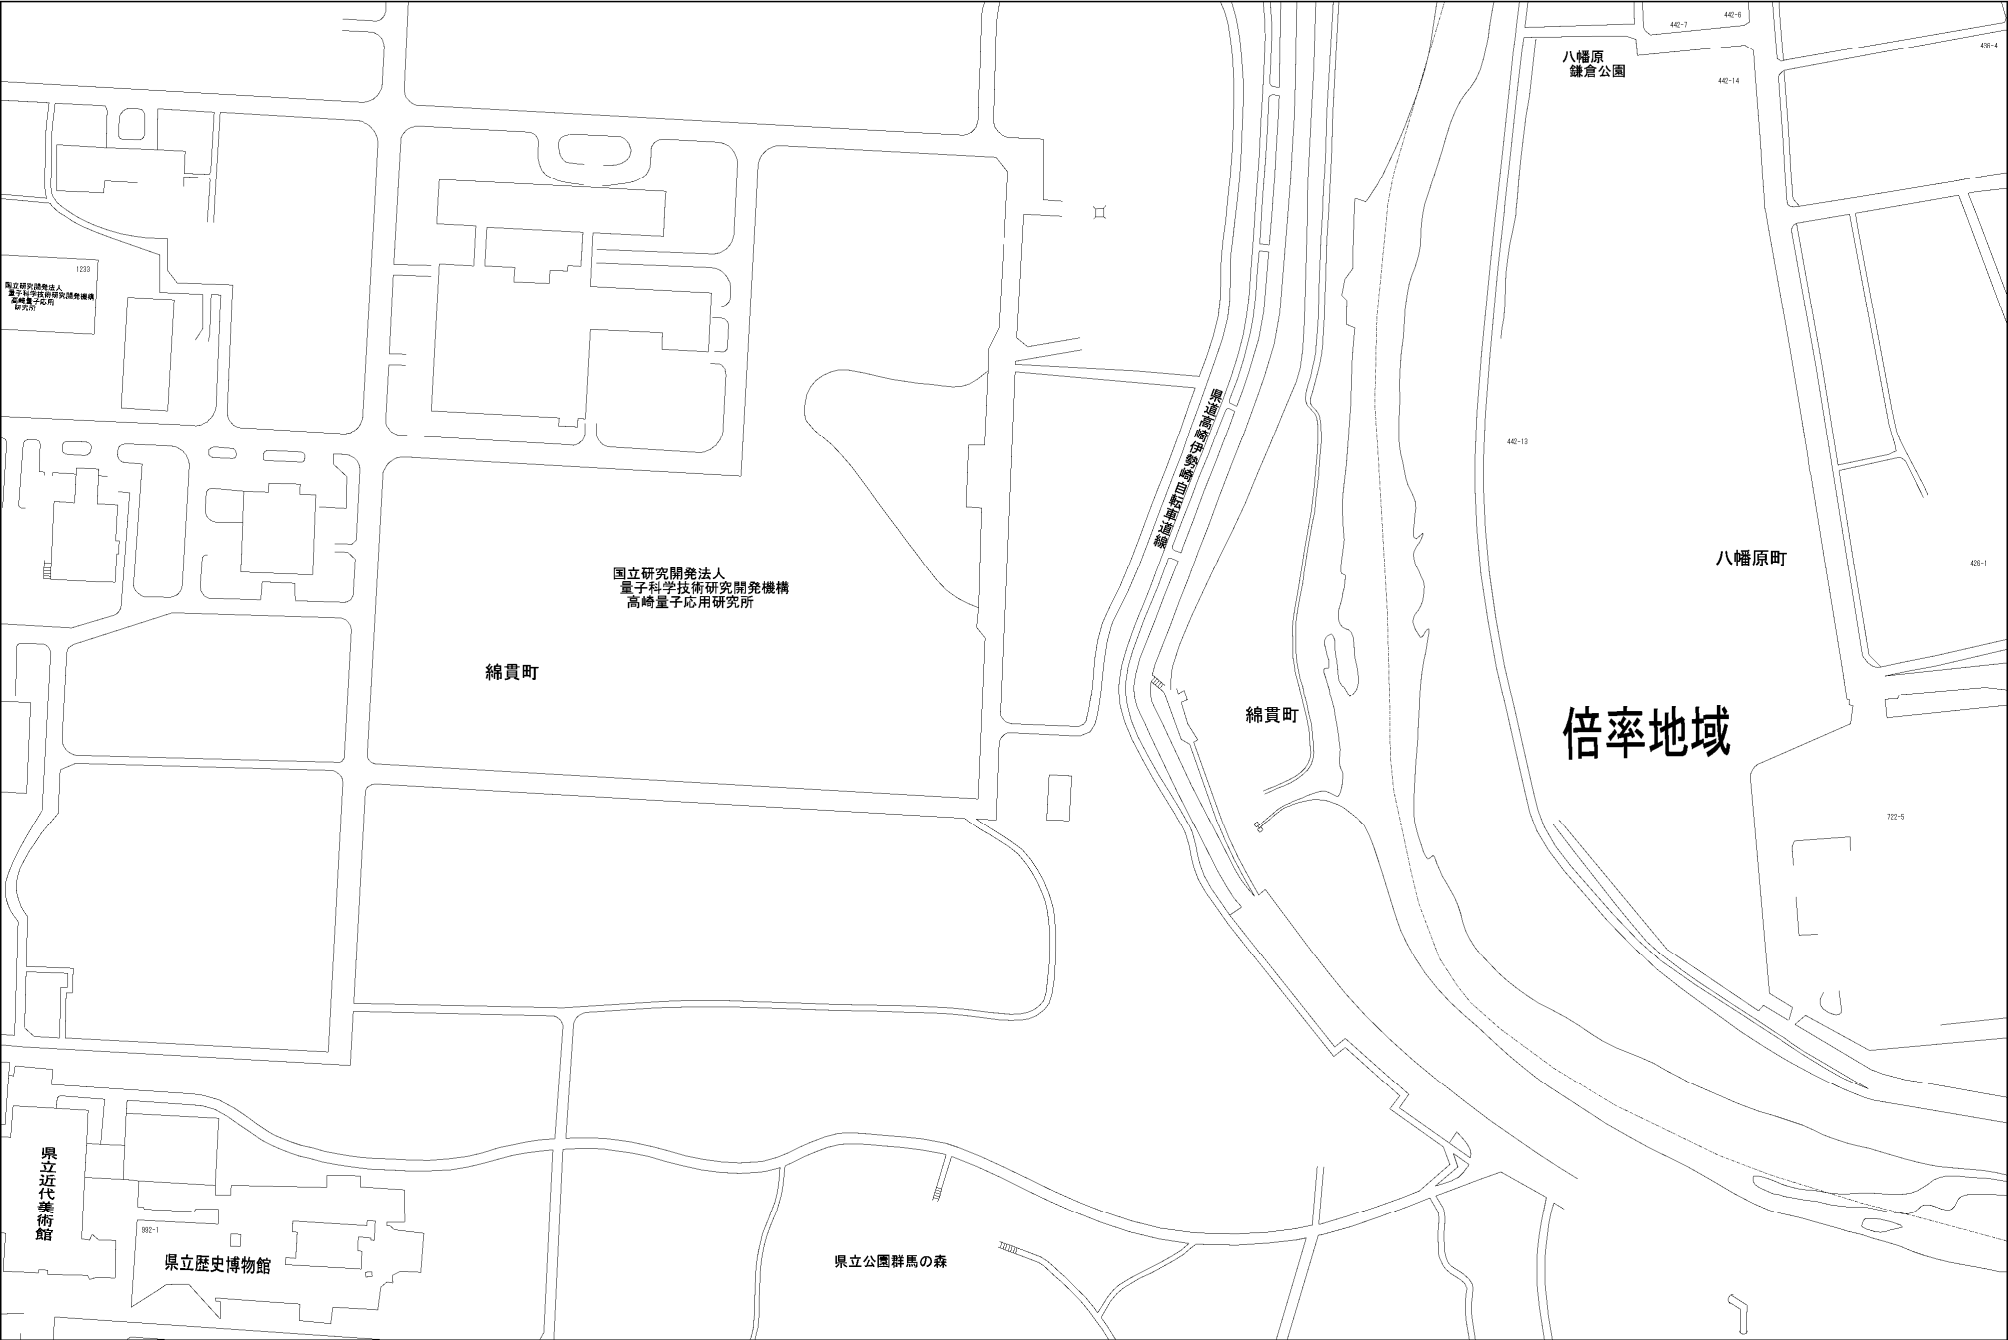 442-6
442-7
436-4
八幡原
鎌倉公園
442-14
1233
国立研究開発法人
量子科学技術研究開発機構
高崎量子応用
研究所
県道高崎伊勢崎自転車道線
442-13
八幡原町
426-1
国立研究開発法人
量子科学技術研究開発機構
高崎量子応用研究所
綿貫町
綿貫町
倍率地域
722-5
県立近代美術館
992-1
県立歴史博物館
県立公園群馬の森